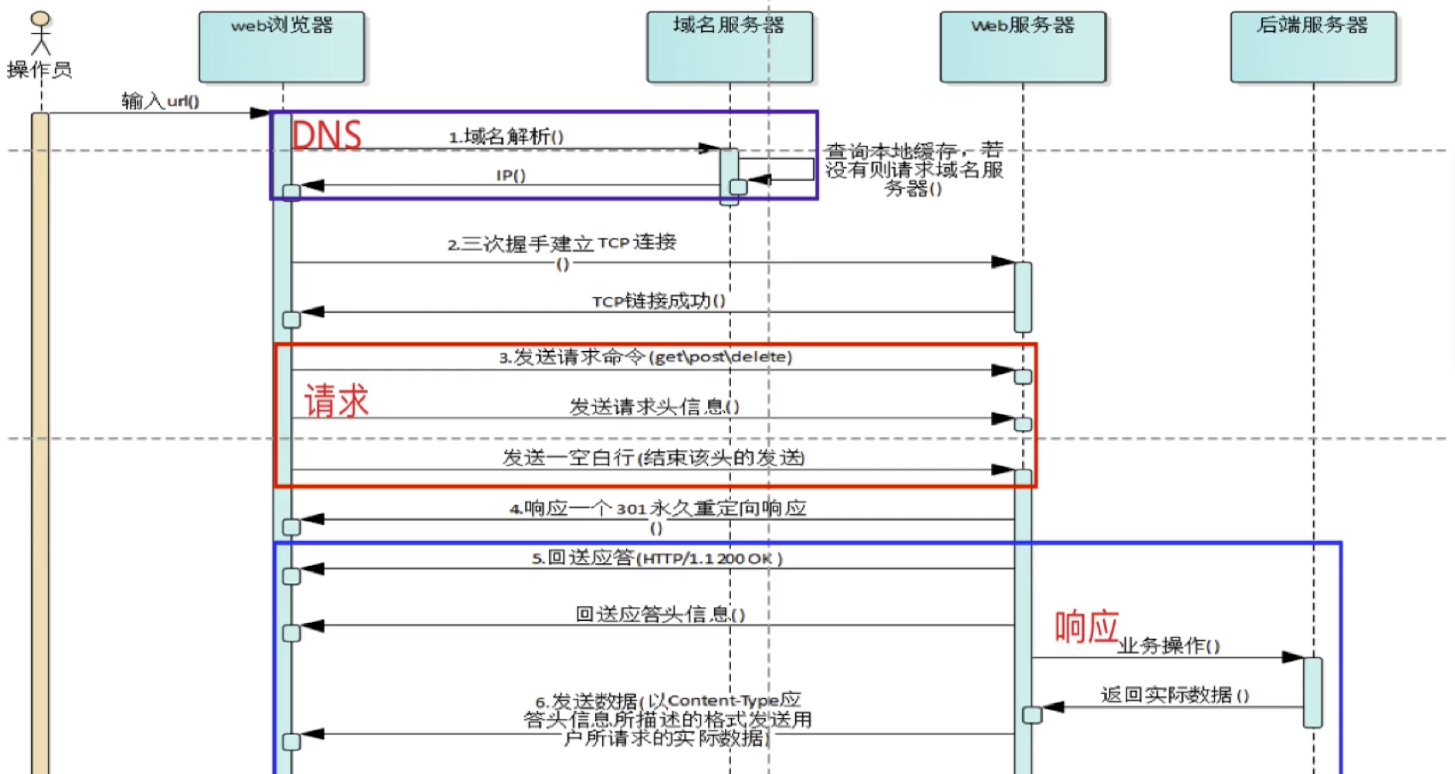 web浏览器
域名服务器
Web服务器
后端服务器
操作员
输入url()
DNS
1.域名解析()
查询本地缓存，若
没有则请求域名服
务器()
IP()
2.三次握手建立TCP连接
()
TCP链接成功()
3.发送请求命令(get\post\delete)
请求
发送请求头信息()
发送一空白行(结束该头的发送)
4.响应一个301永久重定向响应
()
5.回送应答(HTTP/1.1 200 OK )
回送应答头信息()
响应
业务操作()
返回实际数据()
6.发送数据(以Content-Type应
答头信息所描述的格式发送用
户所请求的实际数据)